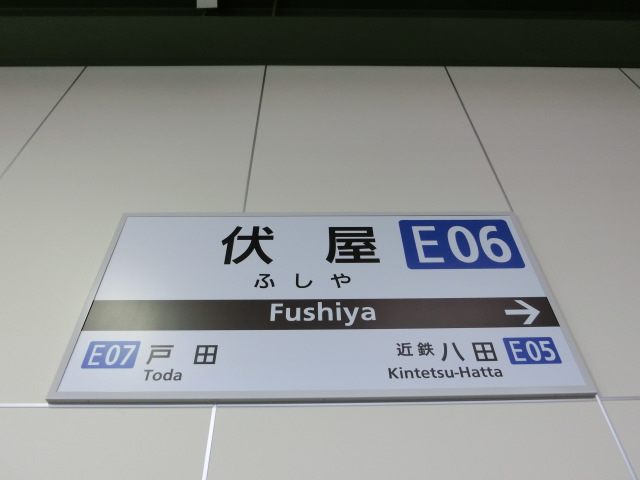 伏屋 E06
ふしや
Fushiya →
E07 戸田 近鉄八田 E05
Toda Kintetsu-Hatta